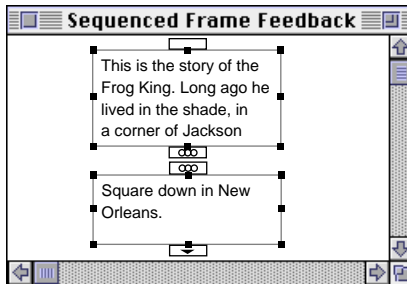 Sequenced Frame Feedback
This is the story of the
Frog King. Long ago he
lived in the shade, in
a corner of Jackson
Square down in New
Orleans.